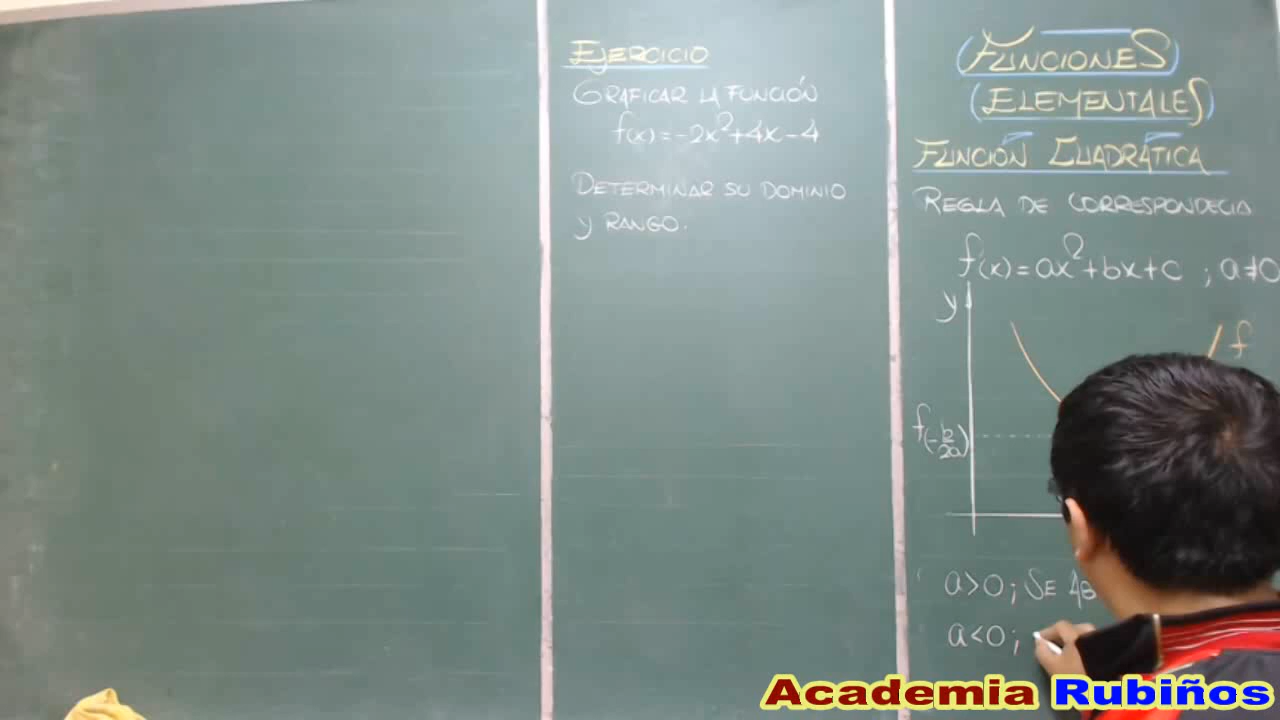 EJERCICIO
GRAFICAR LA FUNCIÓN
f(x)=-2x²+4x-4
DETERMINAR SU DOMINIO
y RANGO.
(FUNCIONES)
(ELEMENTALES)
FUNCIÓN CUADRÁTICA
REGLA DE CORRESPONDECIA
f(x)=ax²+bx+c ; a≠0
y
f
f(-b/2a)
a>0; SE AB
a<0;
Academia Rubiños